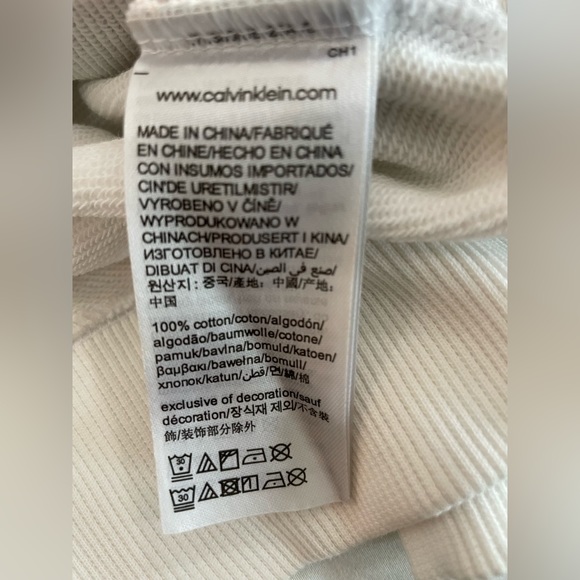 CH1
www.calvinklein.com
MADE IN CHINA/FABRIQUÉ
EN CHINE/HECHO EN CHINA
CON INSUMOS IMPORTADOS/
ÇIN'DE URETILMISTIR/
VYROBENO V ČÍNĚ/
WYPRODUKOWANO W
CHINACH/PRODUSERT I KINA/
ИЗГОТОВЛЕНО В КИТАЕ/
DIBUAT DI CINA/صنع في الصين/
원산지: 중국/產地: 中國/产地:
中国
100% cotton/coton/algodón/
algodão/baumwolle/cotone/
pamuk/bavlna/bomuld/katoen/
βαμβακι/bawełna/bomull/
хлопок/katun/قطن/면/綿/棉
exclusive of decoration/sauf
décoration/장식재 제외/不含裝
飾/装饰部分除外
30
30